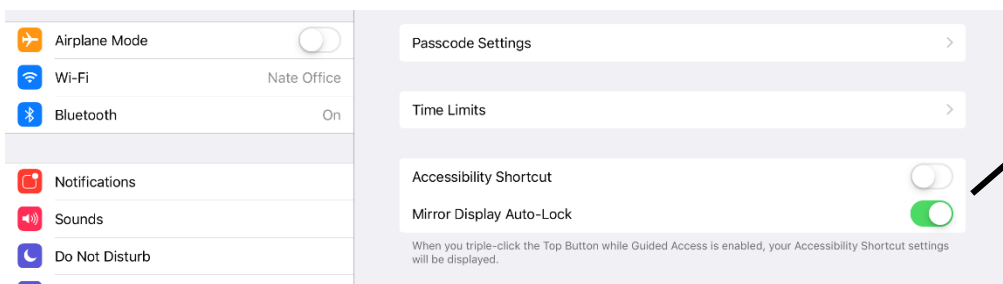 Airplane Mode
Wi-Fi Nate Office
Bluetooth On
Notifications
Sounds
Do Not Disturb
Passcode Settings
Time Limits
Accessibility Shortcut
Mirror Display Auto-Lock
When you triple-click the Top Button while Guided Access is enabled, your Accessibility Shortcut settings
will be displayed.